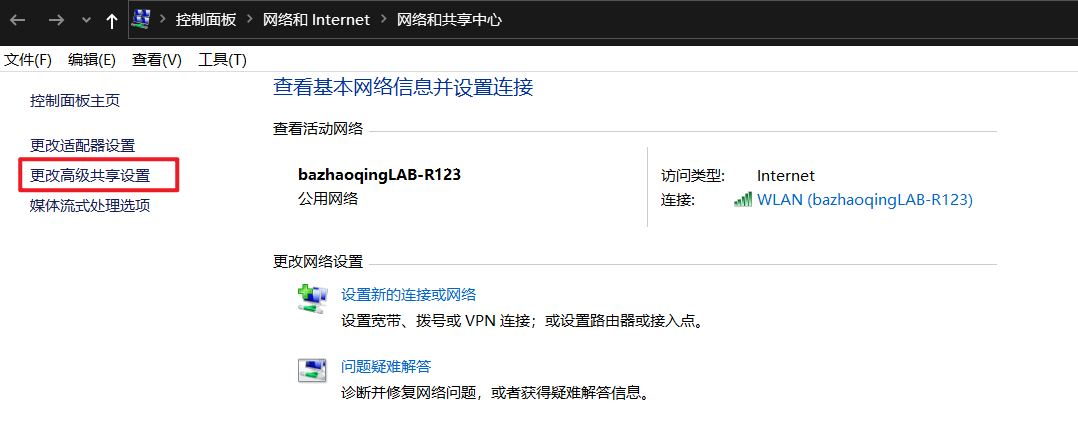 控制面板 > 网络和 Internet > 网络和共享中心
文件(F) 编辑(E) 查看(V) 工具(T)
控制面板主页
更改适配器设置
更改高级共享设置
媒体流式处理选项
查看基本网络信息并设置连接
查看活动网络
bazhaoqingLAB-R123
公用网络
访问类型: Internet
连接: WLAN (bazhaoqingLAB-R123)
更改网络设置
设置新的连接或网络
设置宽带、拨号或 VPN 连接；或设置路由器或接入点。
问题疑难解答
诊断并修复网络问题，或者获得疑难解答信息。